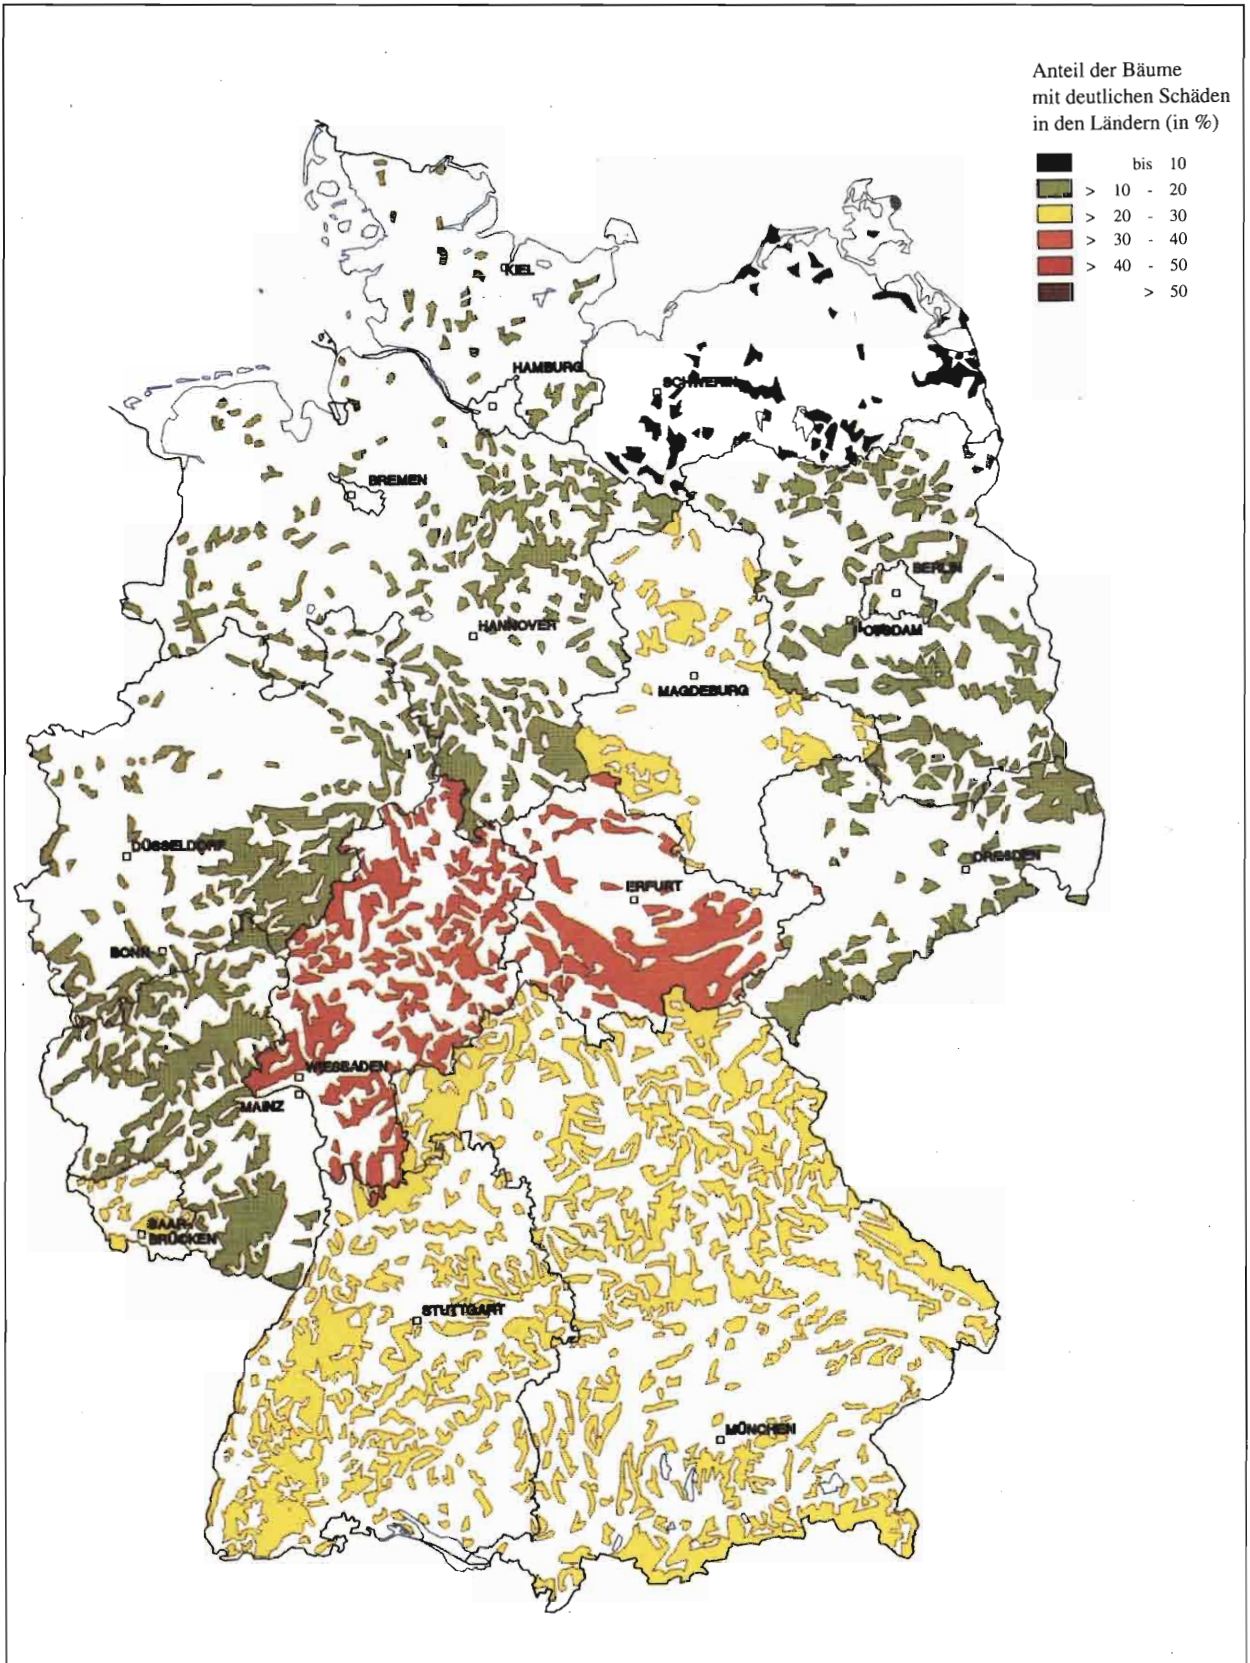 Anteil der Bäume
mit deutlichen Schäden
in den Ländern (in %)
bis 10
> 10 - 20
> 20 - 30
> 30 - 40
> 40 - 50
> 50
KIEL
HAMBURG
SCHWERIN
BREMEN
BERLIN
HANNOVER
POTSDAM
MAGDEBURG
DÜSSELDORF
DRESDEN
ERFURT
BONN
WIESBADEN
MAINZ
SAAR-
BRÜCKEN
STUTTGART
MÜNCHEN